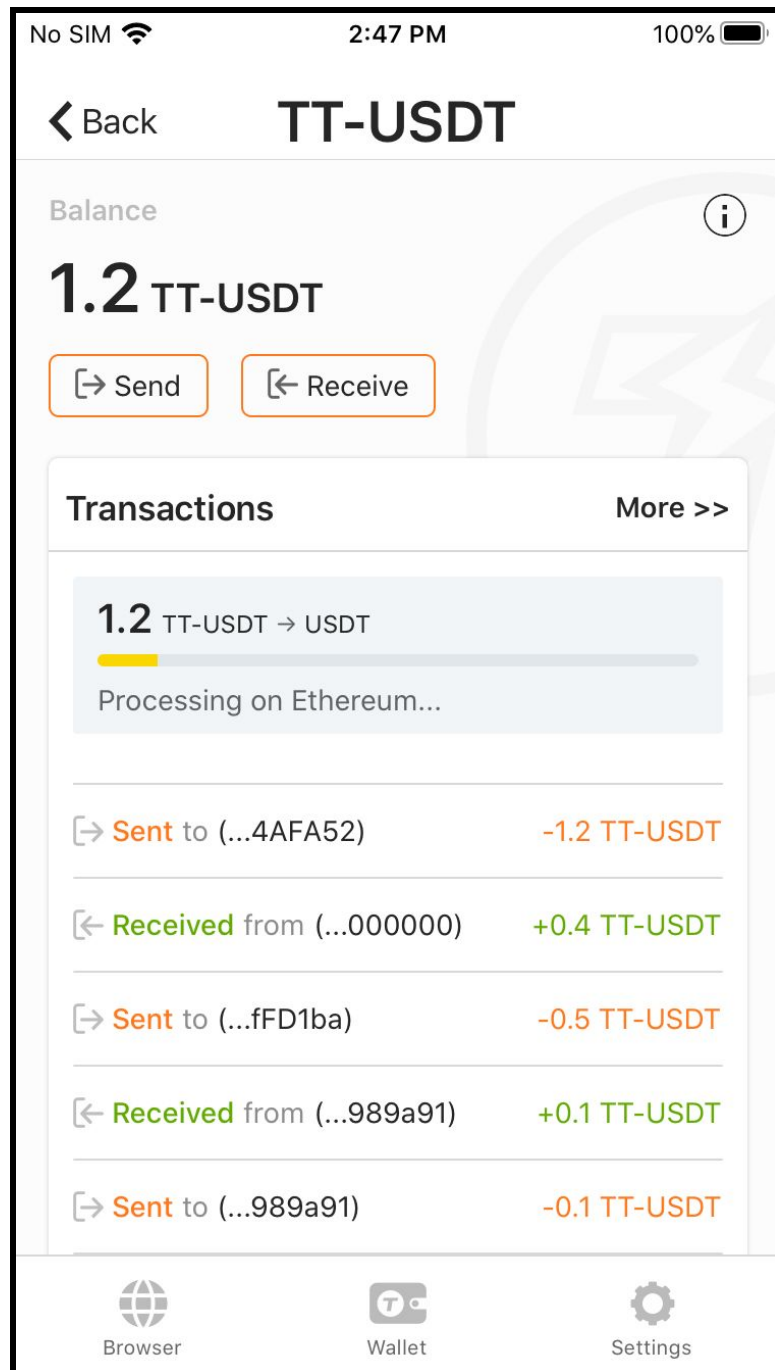 No SIM 2:47 PM 100%
Back TT-USDT
Balance
1.2 TT-USDT
Send Receive
Transactions More >>
1.2 TT-USDT → USDT
Processing on Ethereum...
Sent to (...4AFA52) -1.2 TT-USDT
Received from (...000000) +0.4 TT-USDT
Sent to (...fFD1ba) -0.5 TT-USDT
Received from (...989a91) +0.1 TT-USDT
Sent to (...989a91) -0.1 TT-USDT
Browser Wallet Settings